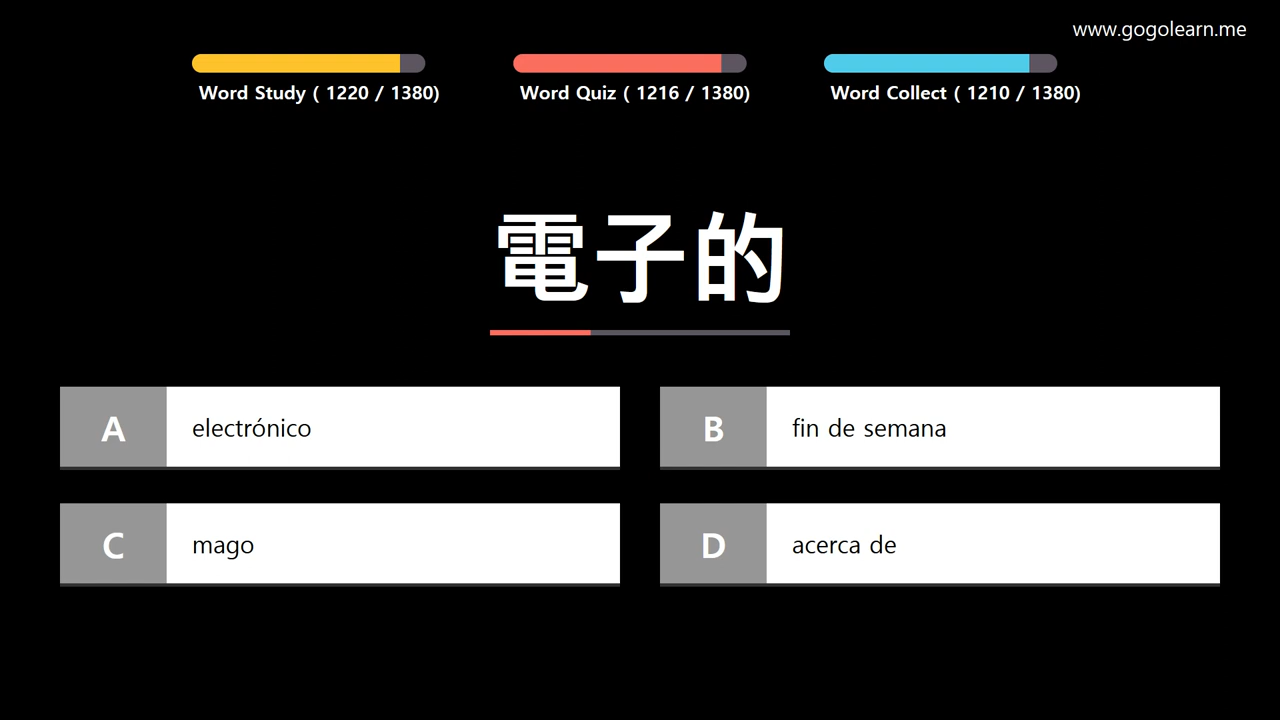 www.gogolearn.me
Word Study ( 1220 / 1380)
Word Quiz ( 1216 / 1380)
Word Collect ( 1210 / 1380)
電子的
A electrónico
B fin de semana
C mago
D acerca de